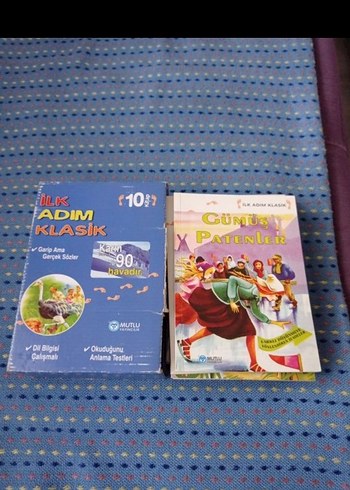 İLK
ADIM
KLASİK
10 kitap
✓ Garip Ama
Gerçek Sözler
90
havadır.
MUTLU
✓ Dil Bilgisi
Çalışmalı
✓ Okuduğunu
Anlama Testleri
İLK ADIM KLASİK
GÜMÜŞ
PATENLER
MUTLU